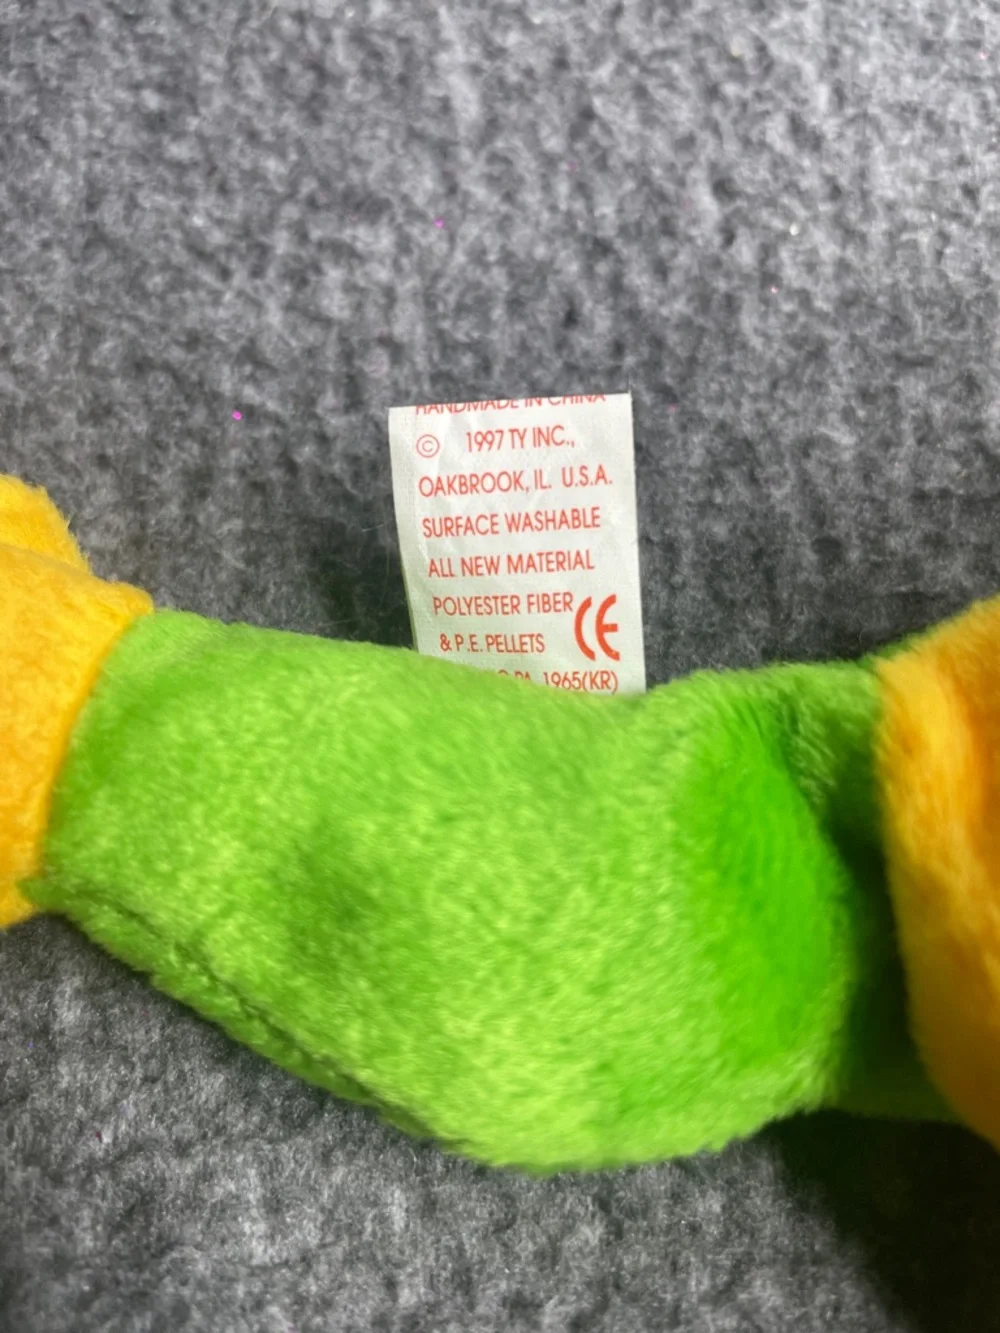 HANDMADE IN CHINA
© 1997 TY INC.,
OAKBROOK, IL. U.S.A.
SURFACE WASHABLE
ALL NEW MATERIAL
POLYESTER FIBER
& P.E. PELLETS CE
PA. 1965(KR)